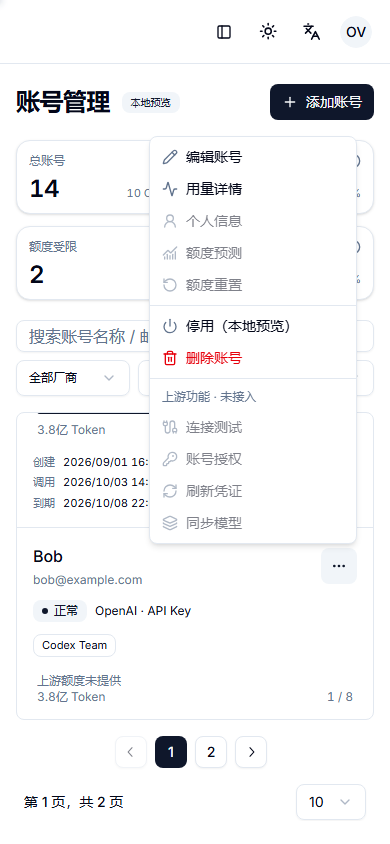 OV
账号管理
本地预览
添加账号
总账号
14
编辑账号
用量详情
个人信息
额度预测
额度重置
额度受限
2
停用（本地预览）
删除账号
上游功能 · 未接入
连接测试
账号授权
刷新凭证
同步模型
搜索账号名称 / 邮
全部厂商
3.8亿 Token
创建 2026/09/01 16:
调用 2026/10/03 14:
到期 2026/10/08 22:
Bob
bob@example.com
正常 OpenAI · API Key
Codex Team
上游额度未提供
3.8亿 Token
1 / 8
1 2
第 1 页，共 2 页
10